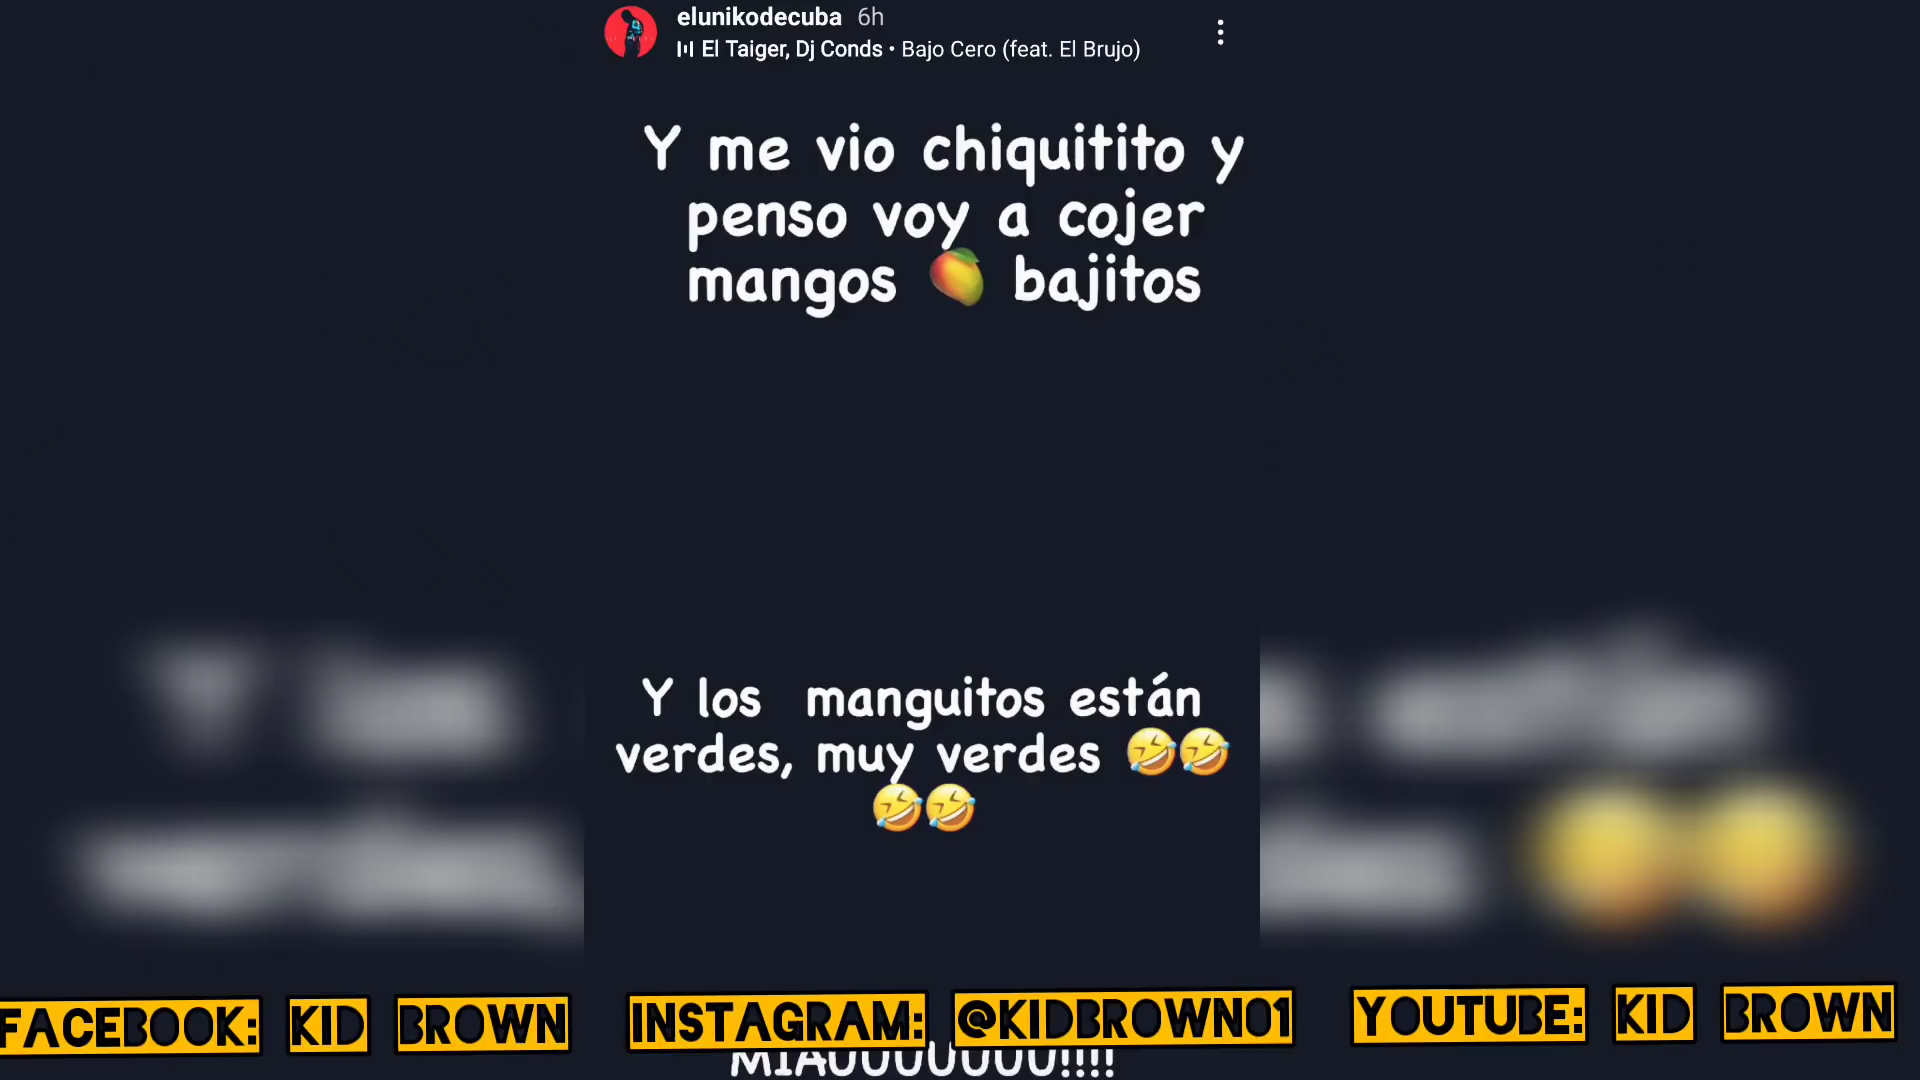 elunikodecuba 6h
El Taiger, Dj Conds • Bajo Cero (feat. El Brujo)
Y me vio chiquitito y
penso voy a cojer
mangos 🥭 bajitos
Y los manguitos están
verdes, muy verdes 🤣🤣
🤣🤣
FACEBOOK: KID BROWN INSTAGRAM: @KIDBROWN01 YOUTUBE: KID BROWN